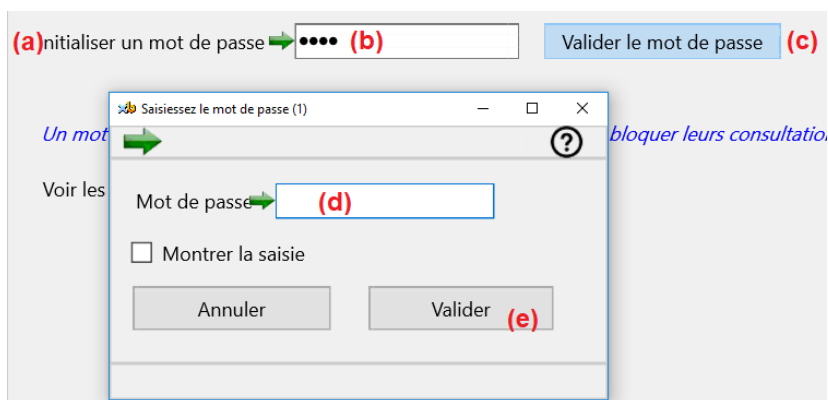 (a)nitialiser un mot de passe •••• (b) Valider le mot de passe (c)
Saisiessez le mot de passe (1)
Un mot bloquer leurs consultation
?
Voir les
Mot de passe (d)
Montrer la saisie
Annuler Valider (e)